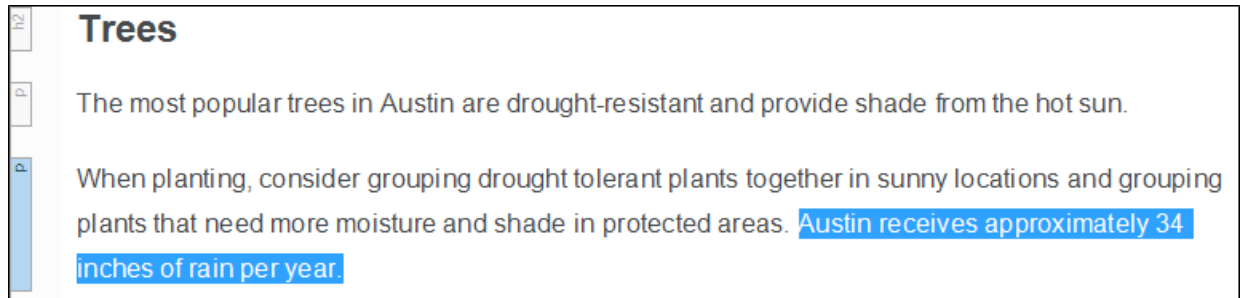 h2
Trees
p
The most popular trees in Austin are drought-resistant and provide shade from the hot sun.
p
When planting, consider grouping drought tolerant plants together in sunny locations and grouping
plants that need more moisture and shade in protected areas. Austin receives approximately 34
inches of rain per year.